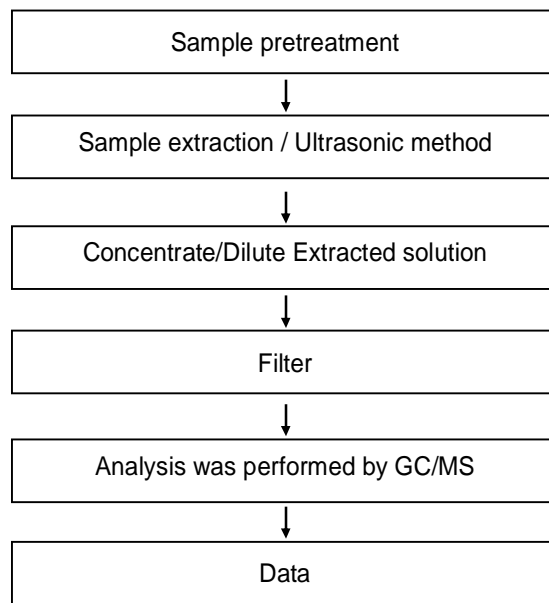 Sample pretreatment
Sample extraction / Ultrasonic method
Concentrate/Dilute Extracted solution
Filter
Analysis was performed by GC/MS
Data